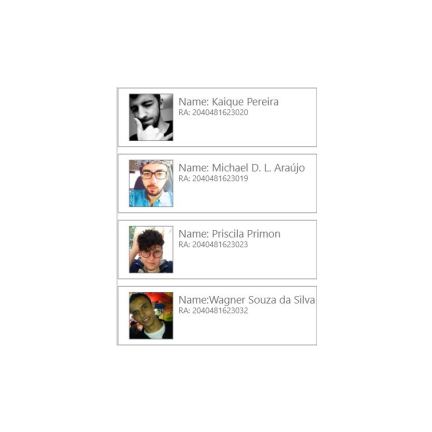 Name: Kaique Pereira
RA: 2040481623020
Name: Michael D. L. Araújo
RA: 2040481623019
Name: Priscila Primon
RA: 2040481623023
Name:Wagner Souza da Silva
RA: 2040481623032